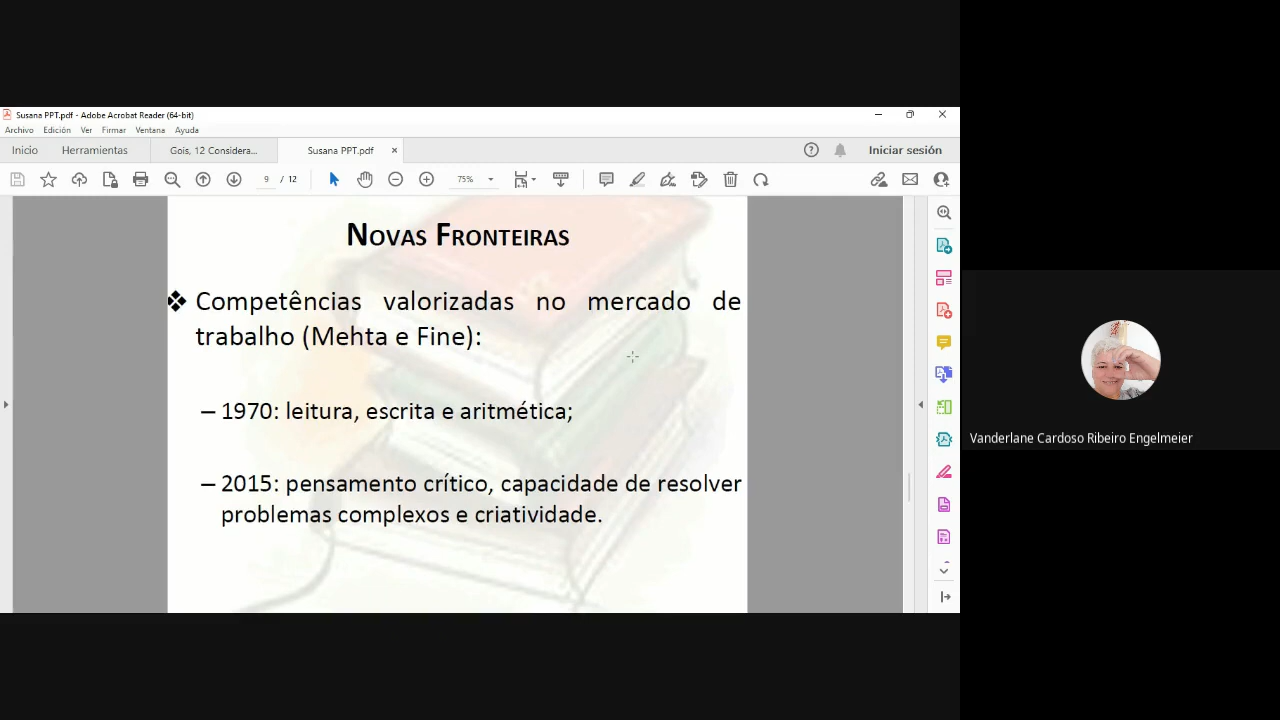 Susana PPT.pdf - Adobe Acrobat Reader (64-bit)
Archivo Edición Ver Firmar Ventana Ayuda
Inicio Herramientas Gois, 12 Considera... Susana PPT.pdf × Iniciar sesión
9 / 12 75%
NOVAS FRONTEIRAS
❖ Competências valorizadas no mercado de
trabalho (Mehta e Fine):
– 1970: leitura, escrita e aritmética;
– 2015: pensamento crítico, capacidade de resolver
problemas complexos e criatividade.
Vanderlane Cardoso Ribeiro Engelmeier